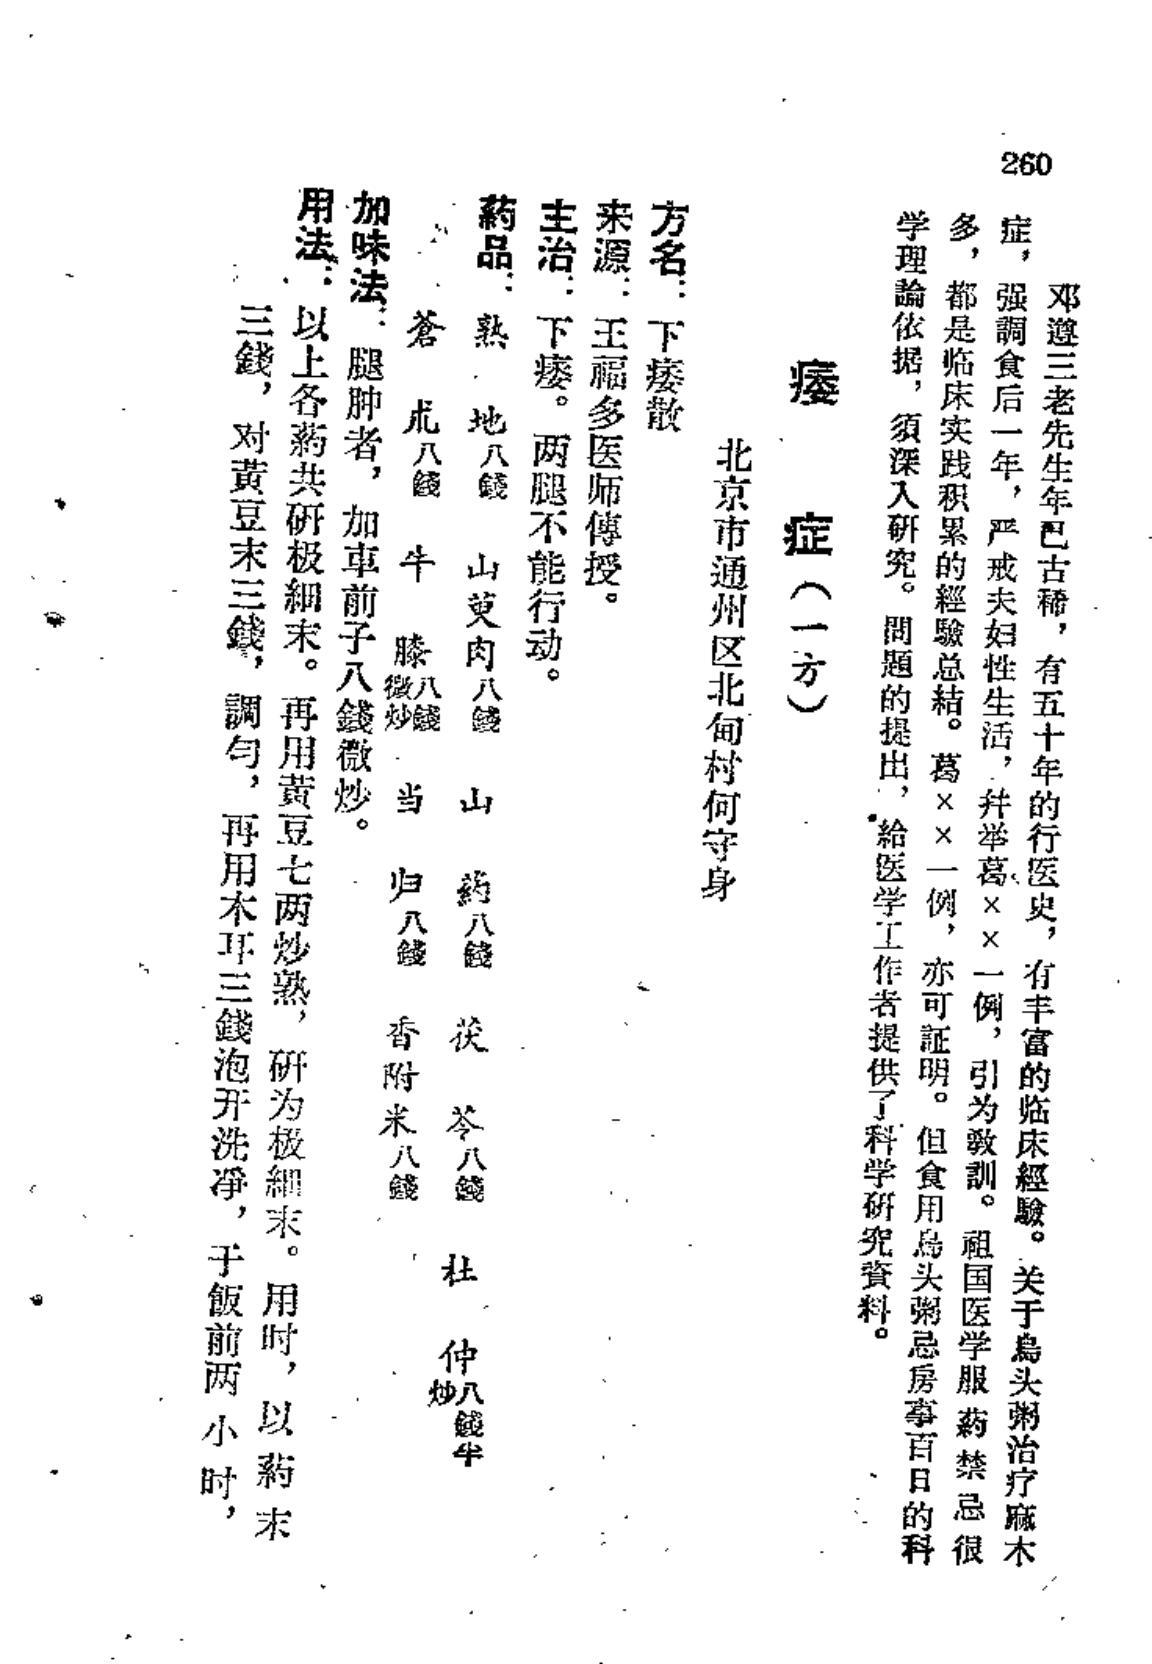 260
邓遵三老先生年已古稀，有五十年的行医史，有丰富的临床經驗。关于烏头粥治疗麻木
症，强調食后一年，严戒夫妇性生活，幷举葛××一例，引为教訓。祖国医学服葯禁忌很
多，都是临床实践积累的經驗总結。葛××一例，亦可証明。但食用烏头粥忌房事百日的科
学理論依据，須深入研究。問題的提出，給医学工作者提供了科学研究資料。
痿 症（一方）
北京市通州区北甸村何守身
方名：下痿散
来源：王福多医师傳授。
主治：下痿。两腿不能行动。
葯品：熟 地八錢 山萸肉八錢 山 葯八錢 茯 苓八錢 杜 仲八錢半炒
蒼 朮八錢 牛 膝八錢微炒 当 归八錢 香附米八錢
加味法：腿肿者，加車前子八錢微炒。
用法：以上各葯共研极細末。再用黃豆七两炒熟，研为极細末。用时，以葯末
三錢，对黃豆末三錢，調勻，再用木耳三錢泡开洗凈，于飯前两小时，